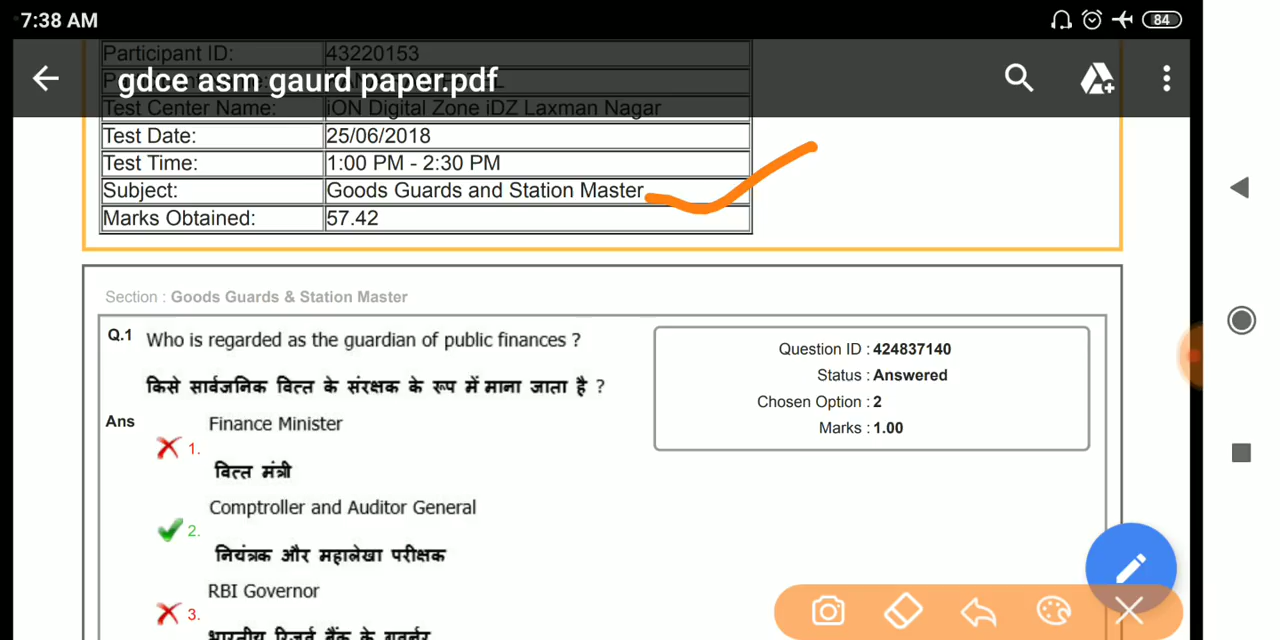 7:38 AM
84
Participant ID: 43220153
gdce asm gaurd paper.pdf
Test Center Name: iON Digital Zone iDZ Laxman Nagar
Test Date: 25/06/2018
Test Time: 1:00 PM - 2:30 PM
Subject: Goods Guards and Station Master
Marks Obtained: 57.42
Section : Goods Guards & Station Master
Q.1 Who is regarded as the guardian of public finances ?
किसे सार्वजनिक वित्त के संरक्षक के रूप में माना जाता है ?
Question ID : 424837140
Status : Answered
Chosen Option : 2
Marks : 1.00
Ans
Finance Minister
1.
वित्त मंत्री
Comptroller and Auditor General
2.
नियंत्रक और महालेखा परीक्षक
RBI Governor
3.
भारतीय रिजर्व बैंक के गवर्नर